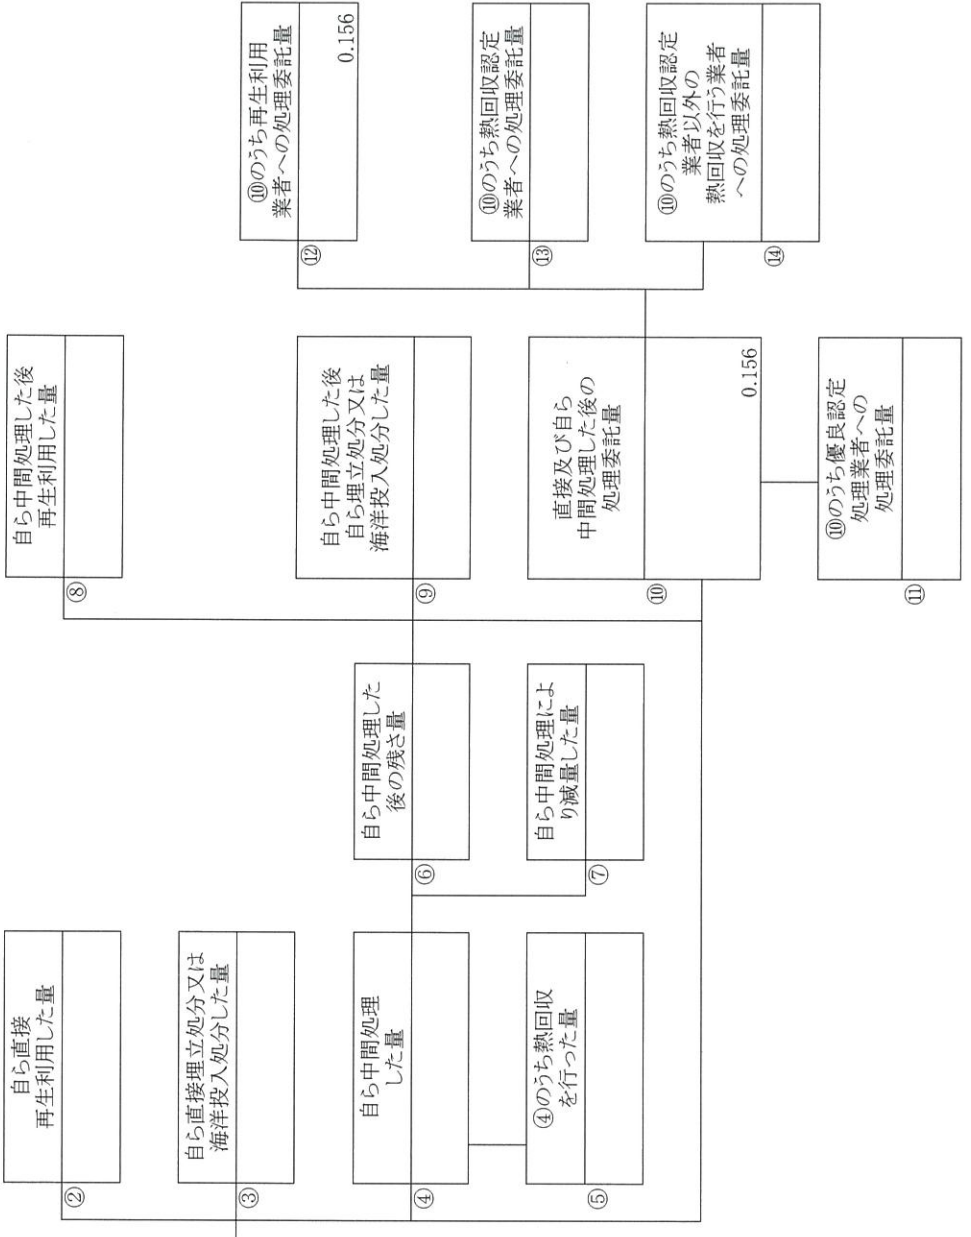 ②
自ら直接
再生利用した量
③
自ら直接埋立処分又は
海洋投入処分した量
④
自ら中間処理
した量
⑤
④のうち熱回収
を行った量
⑥
自ら中間処理した
後の残さ量
⑦
自ら中間処理によ
り減量した量
⑧
自ら中間処理した後
再生利用した量
⑨
自ら中間処理した後
自ら埋立処分又は
海洋投入処分した量
⑩
直接及び自ら
中間処理した後の
処理委託量
0.156
⑪
⑩のうち優良認定
処理業者への
処理委託量
⑫
⑩のうち再生利用
業者への処理委託量
0.156
⑬
⑩のうち熱回収認定
業者への処理委託量
⑭
⑩のうち熱回収認定
業者以外の
熱回収を行う業者
への処理委託量